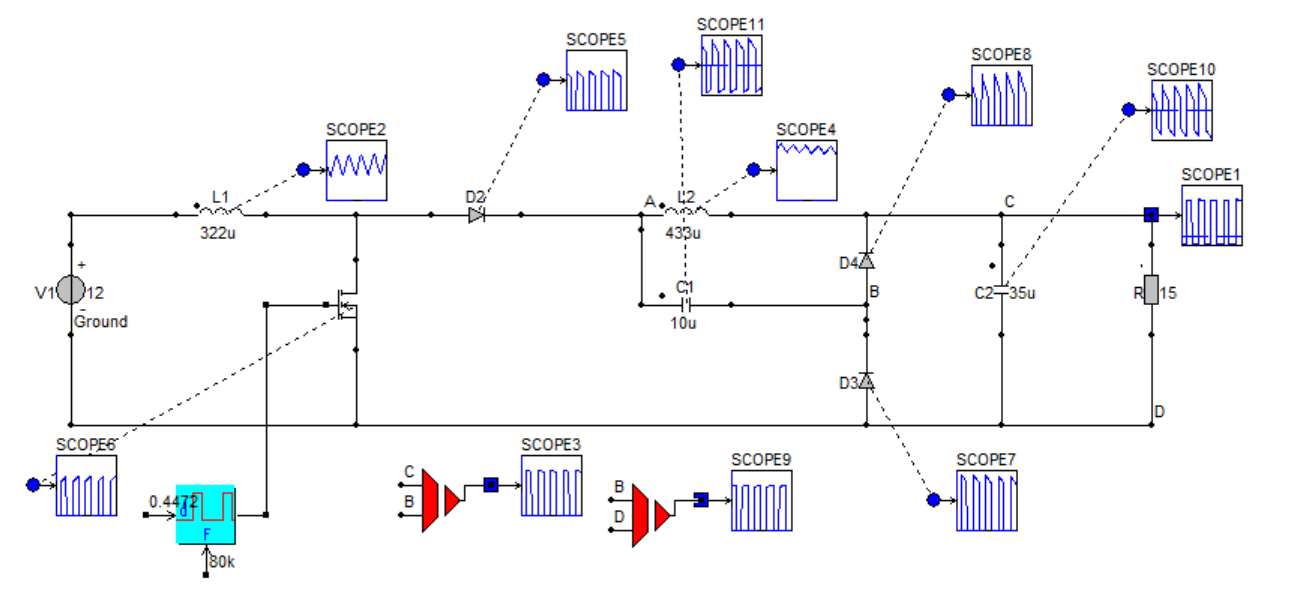 SCOPE11
SCOPE5
SCOPE8
SCOPE10
SCOPE2
SCOPE4
SCOPE1
L1
D2
A
L2
C
322u
433u
D4
V1
+
12
-
Ground
C1
B
C2
35u
R
15
10u
D3
D
SCOPE6
SCOPE3
SCOPE9
SCOPE7
C
B
B
D
0.4472
d
F
80k